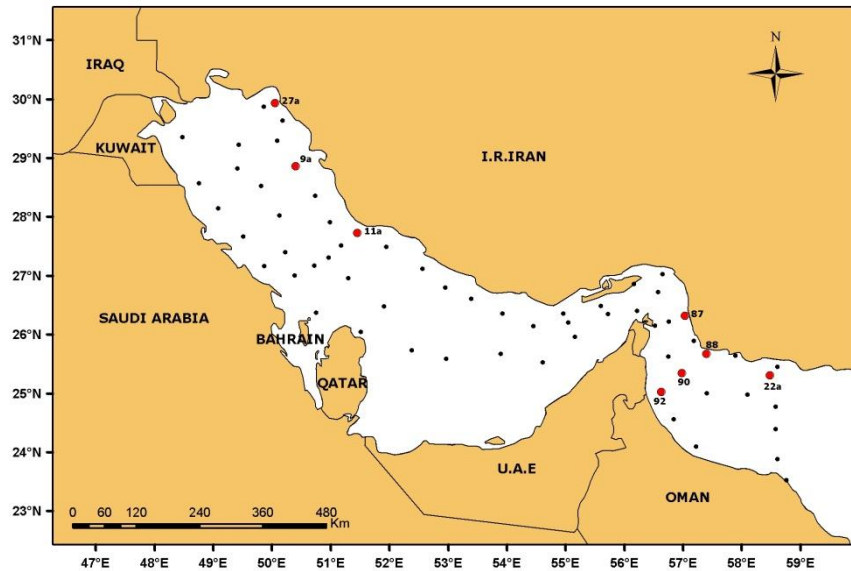 31°N
N
IRAQ
30°N
27a
KUWAIT
29°N
9a
I.R.IRAN
28°N
11a
27°N
SAUDI ARABIA
87
26°N
BAHRAIN
88
QATAR
90
22a
25°N
92
24°N
U.A.E
OMAN
23°N
0 60 120 240 360 480
Km
47°E 48°E 49°E 50°E 51°E 52°E 53°E 54°E 55°E 56°E 57°E 58°E 59°E